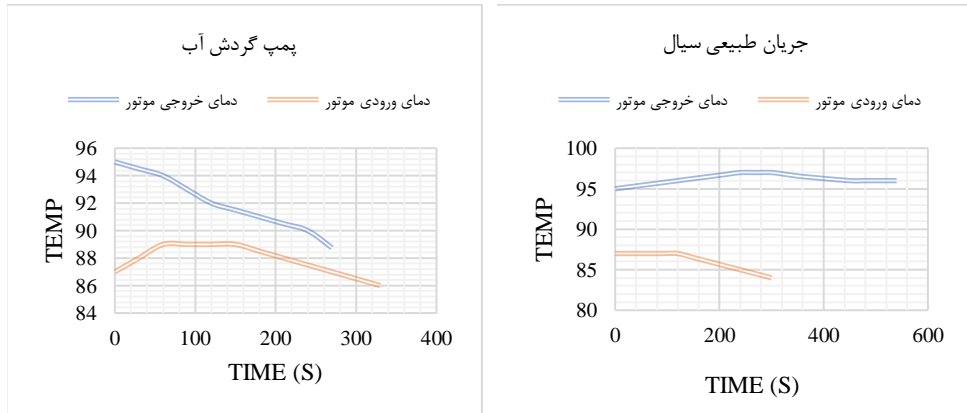 پمپ گردش آب
دمای خروجی موتور
دمای ورودی موتور
96
94
92
90
88
86
84
TEMP
0
100
200
300
400
TIME (S)
جریان طبیعی سیال
دمای خروجی موتور
دمای ورودی موتور
100
95
90
85
80
TEMP
0
200
400
600
TIME (S)